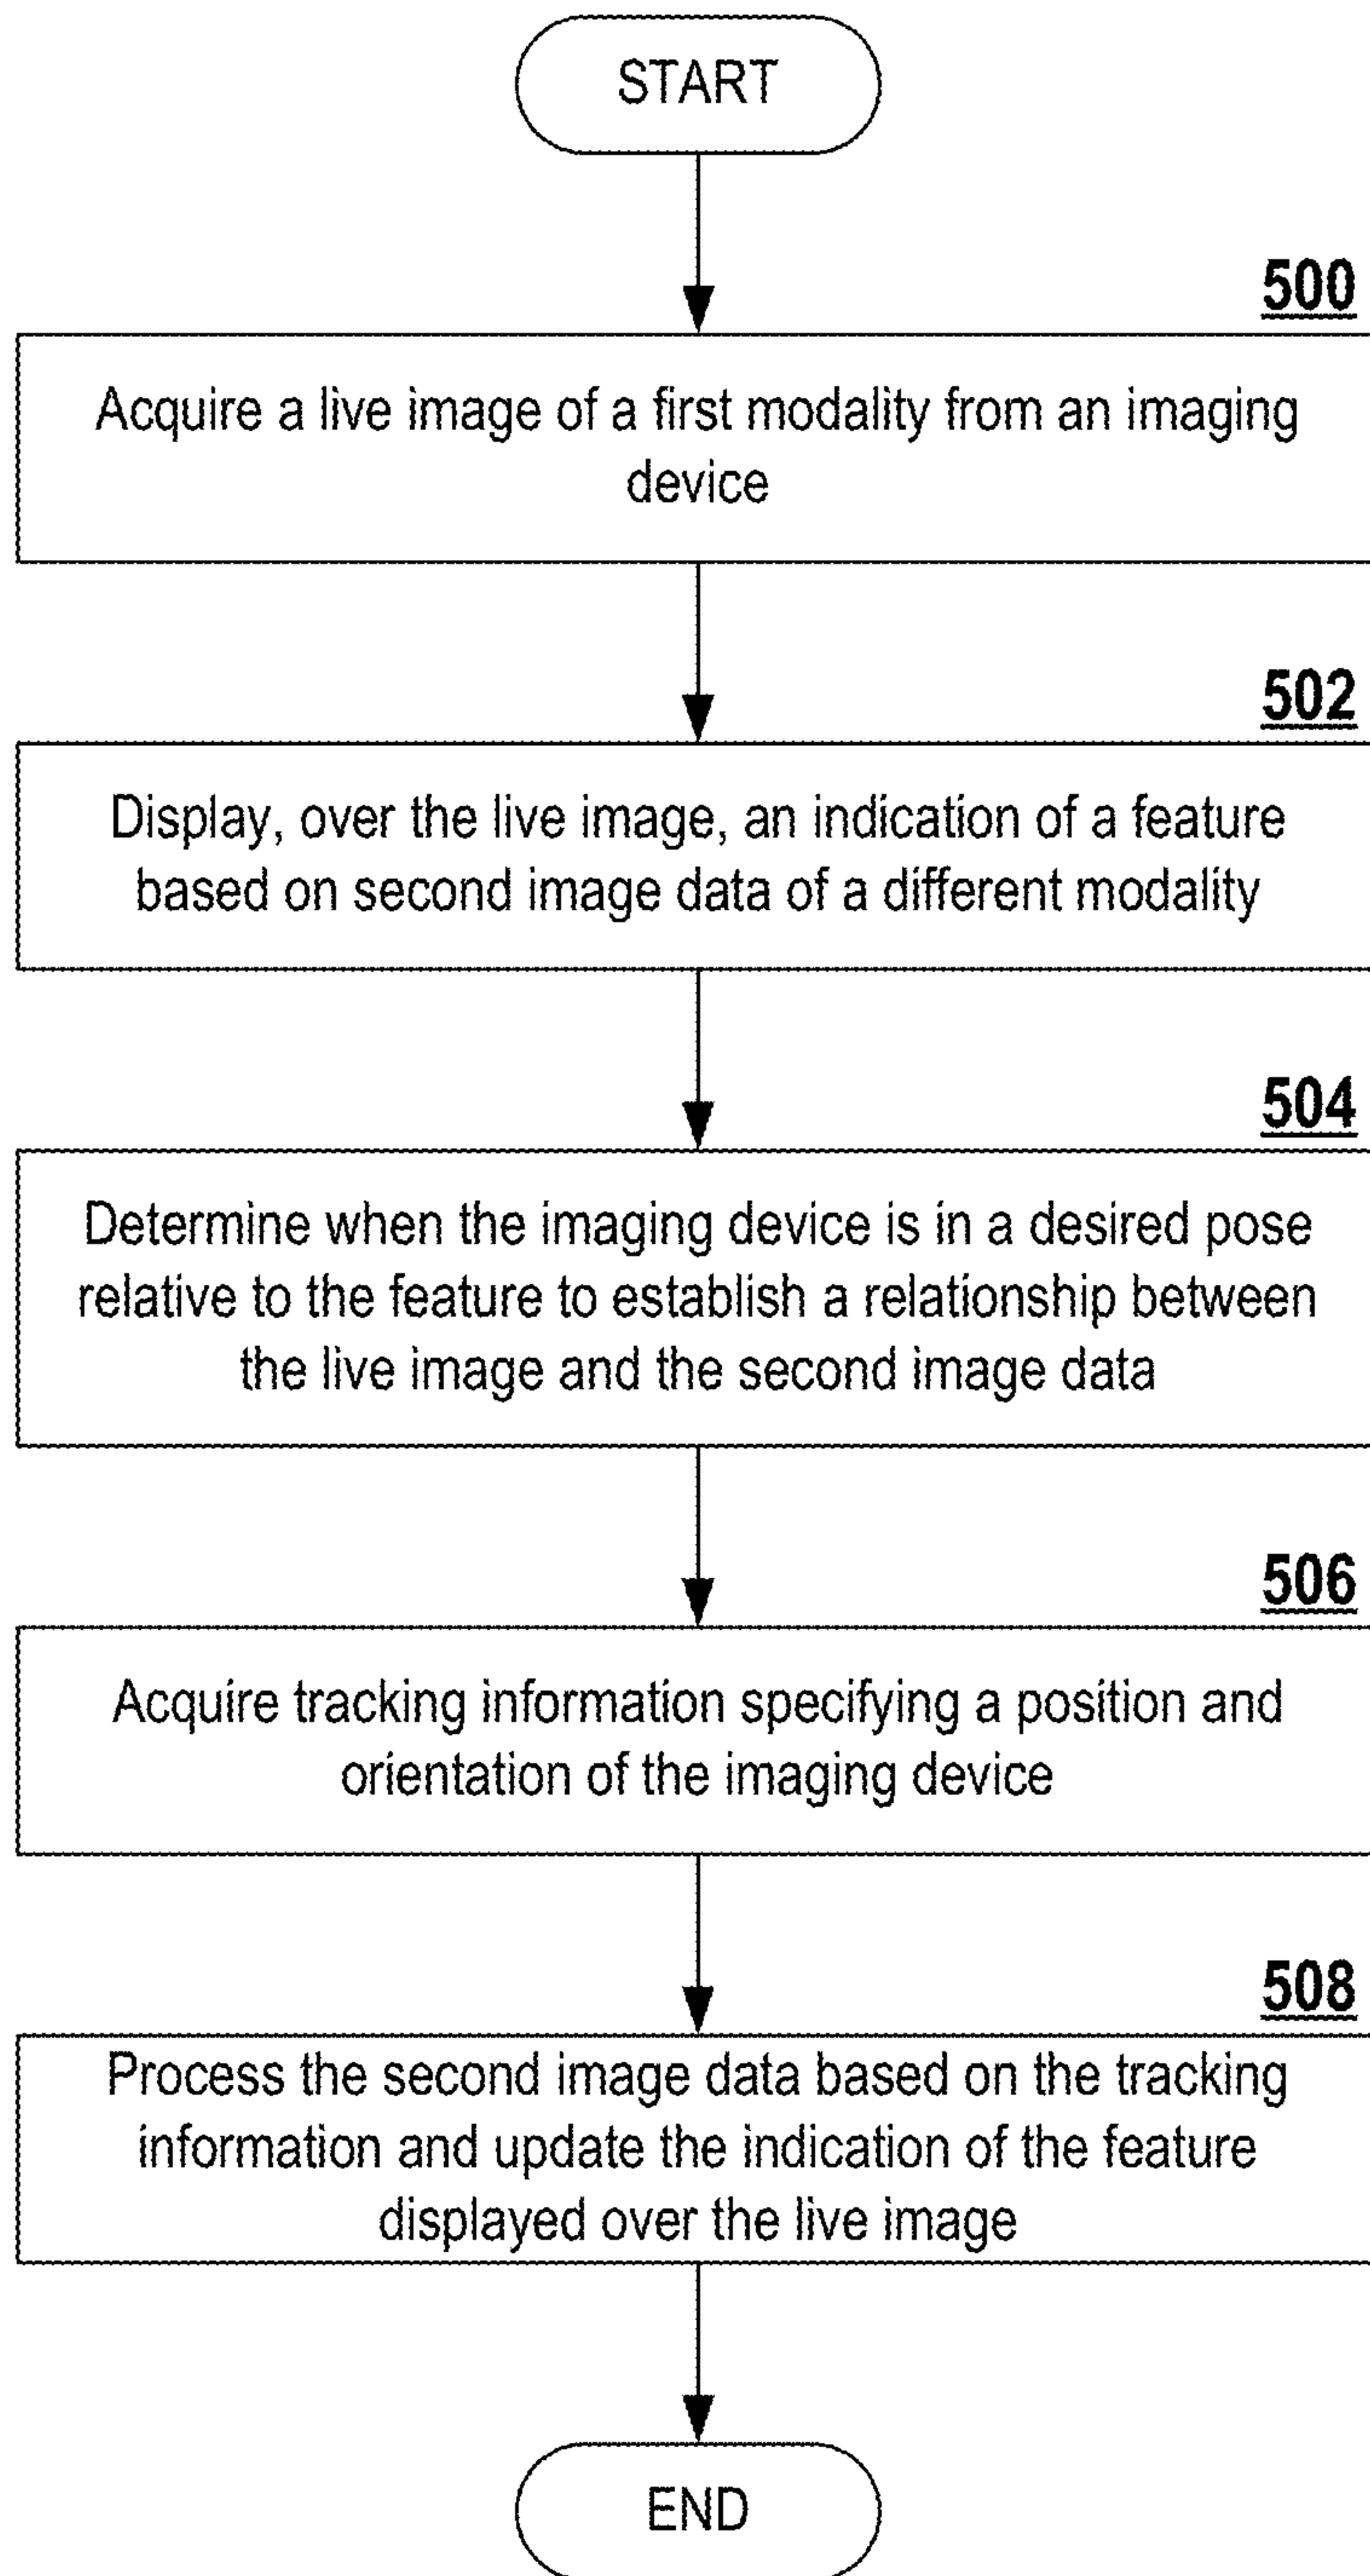 START
500
Acquire a live image of a first modality from an imaging
device
502
Display, over the live image, an indication of a feature
based on second image data of a different modality
504
Determine when the imaging device is in a desired pose
relative to the feature to establish a relationship between
the live image and the second image data
506
Acquire tracking information specifying a position and
orientation of the imaging device
508
Process the second image data based on the tracking
information and update the indication of the feature
displayed over the live image
END